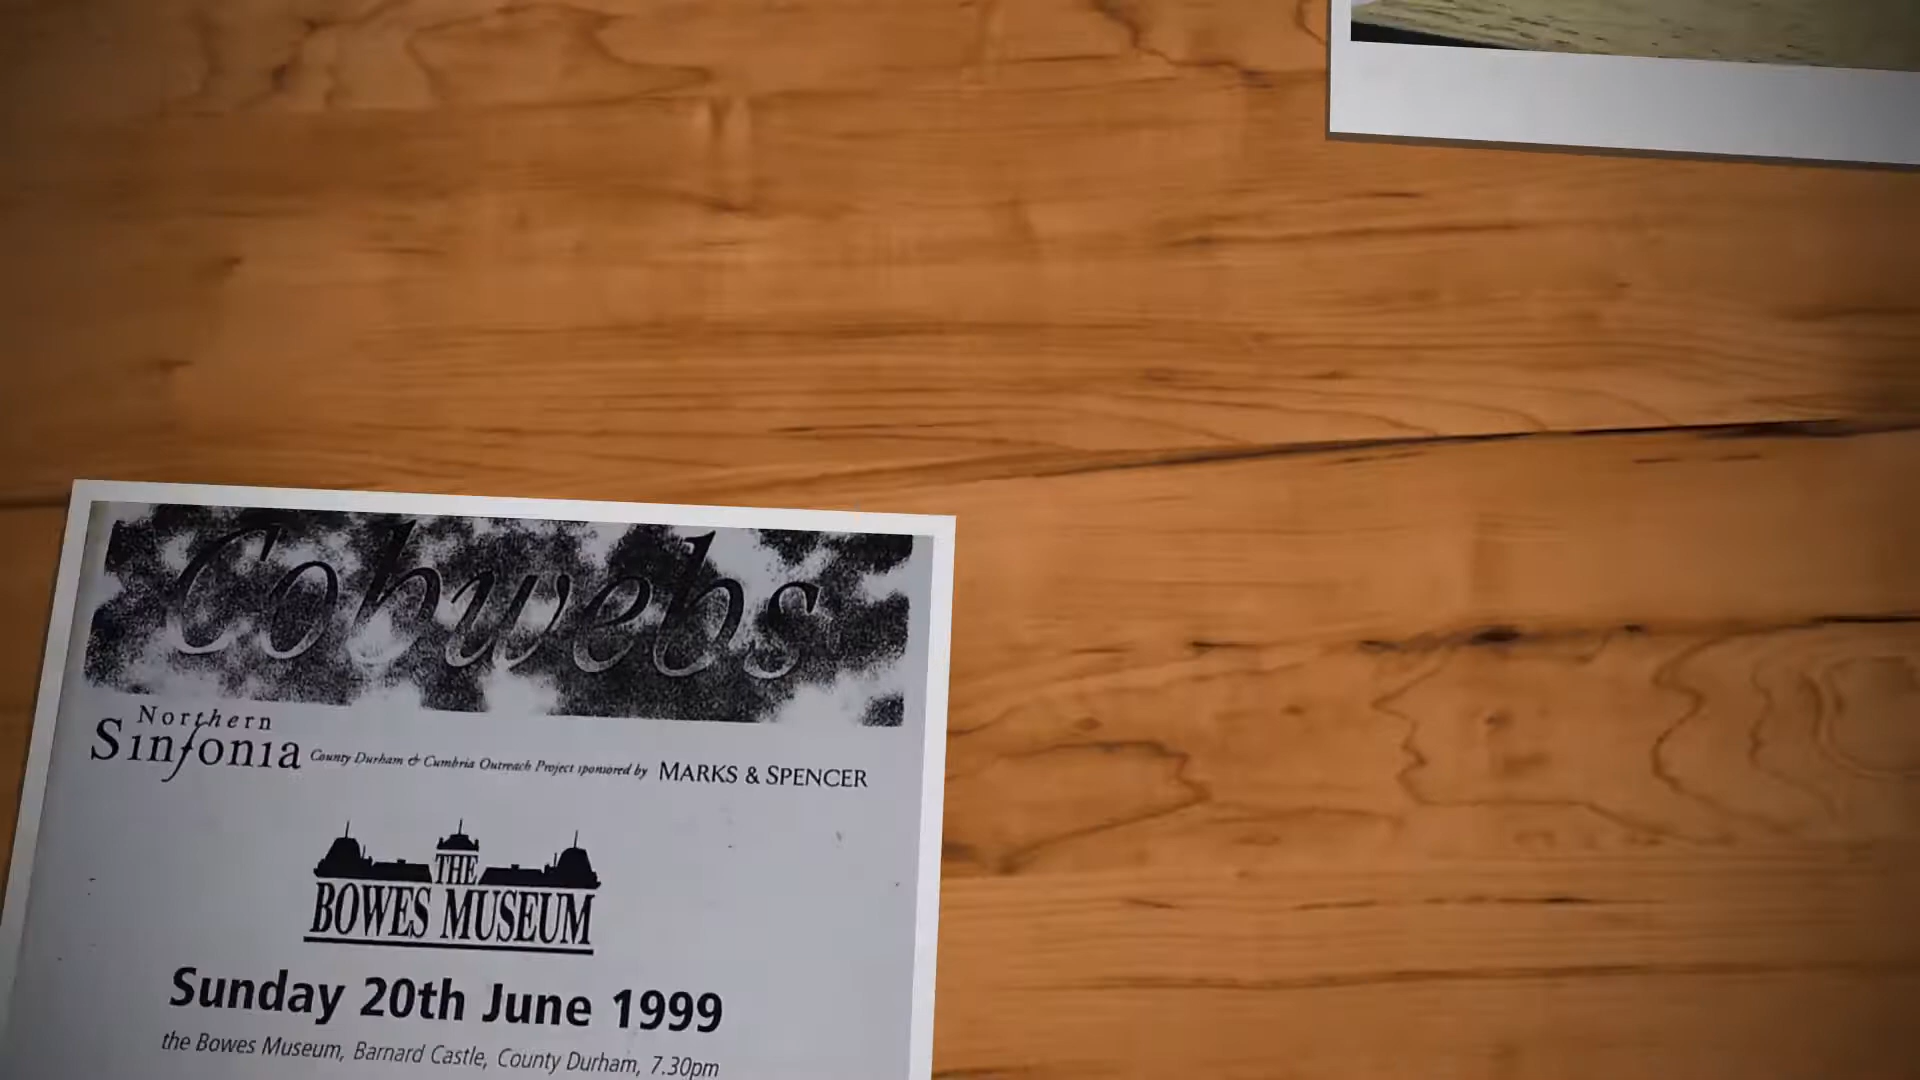 Cobwebs
Northern
Sinfonia County Durham & Cumbria Outreach Project sponsored by MARKS & SPENCER
THE
BOWES MUSEUM
Sunday 20th June 1999
the Bowes Museum, Barnard Castle, County Durham, 7.30pm